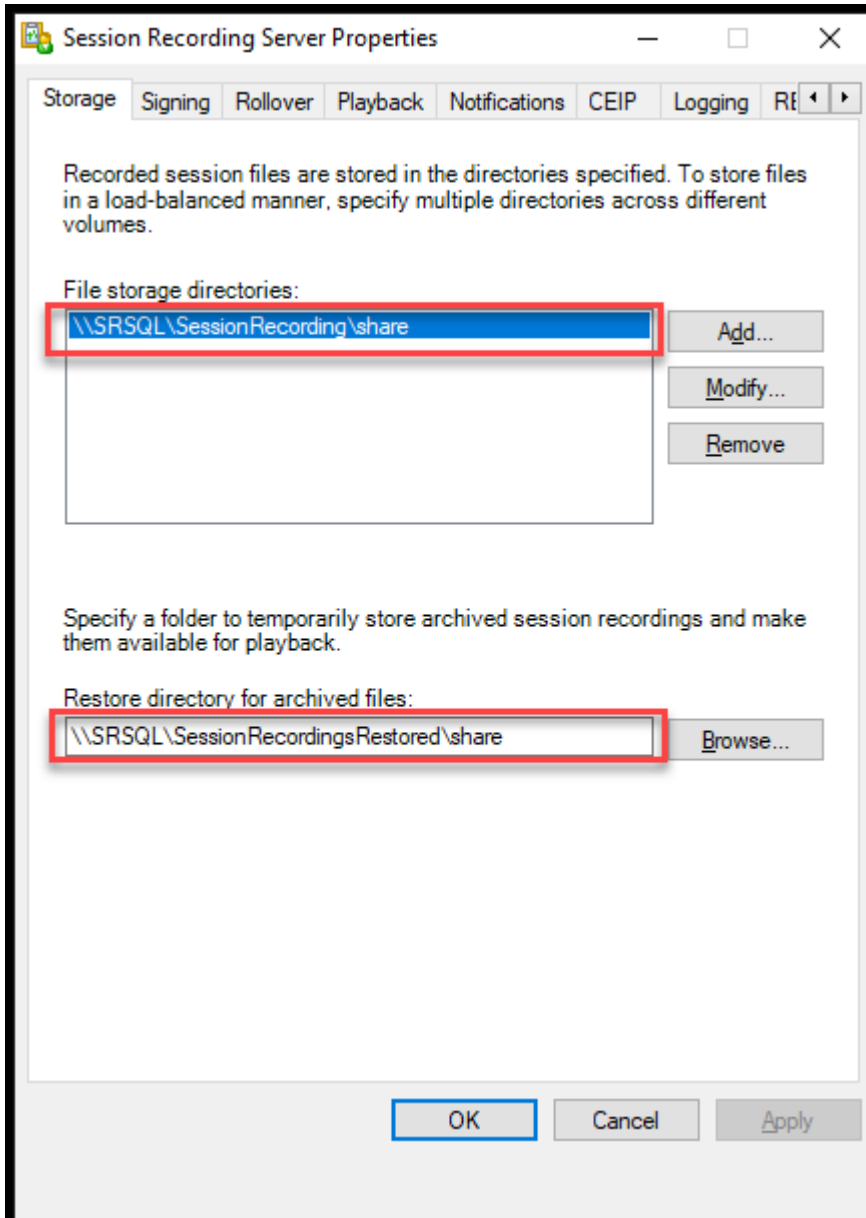 Session Recording Server Properties
Storage Signing Rollover Playback Notifications CEIP Logging
Recorded session files are stored in the directories specified. To store files
in a load-balanced manner, specify multiple directories across different
volumes.
File storage directories:
\\SRSQL\SessionRecording\share
Add...
Modify...
Remove
Specify a folder to temporarily store archived session recordings and make
them available for playback.
Restore directory for archived files:
\\SRSQL\SessionRecordingsRestored\share
Browse...
OK Cancel Apply